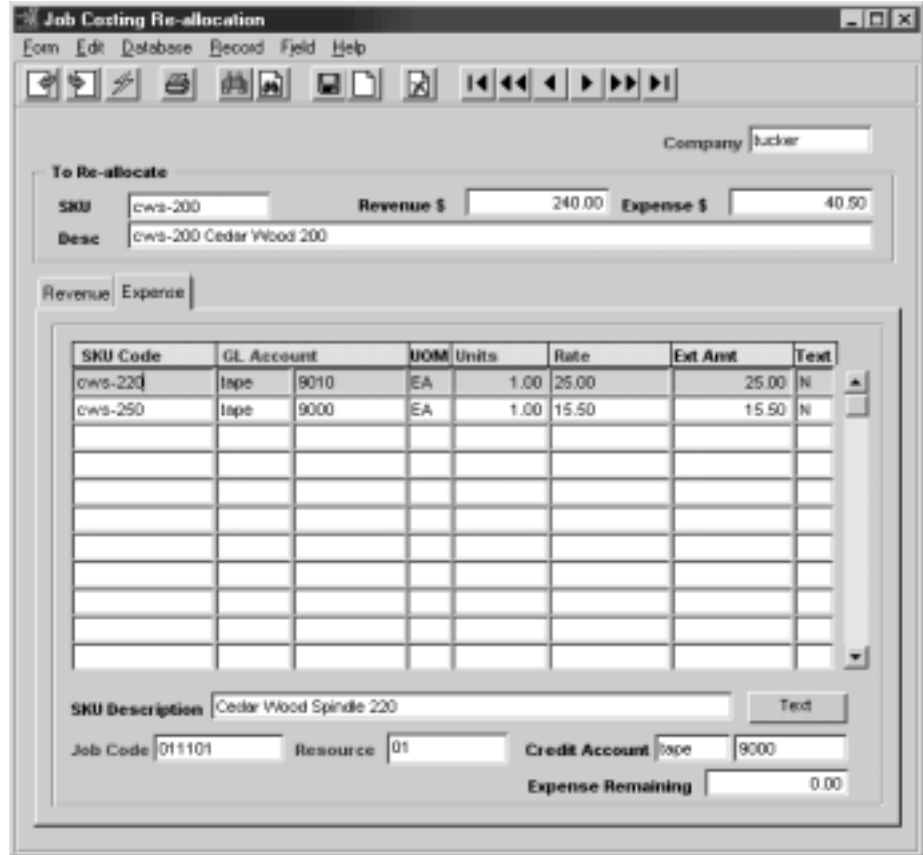 Job Costing Re-allocation
Form Edit Database Record Field Help
Company tucker
To Re-allocate
SKU cws-200 Revenue $ 240.00 Expense $ 40.50
Desc cws-200 Cedar Wood 200
Revenue Expense
SKU Code GL Account UOM Units Rate Ext Amt Text
cws-220 tape 9010 EA 1.00 25.00 25.00 N
cws-250 tape 9000 EA 1.00 15.50 15.50 N
SKU Description Cedar Wood Spindle 220 Text
Job Code 011101 Resource 01 Credit Account tape 9000
Expense Remaining 0.00